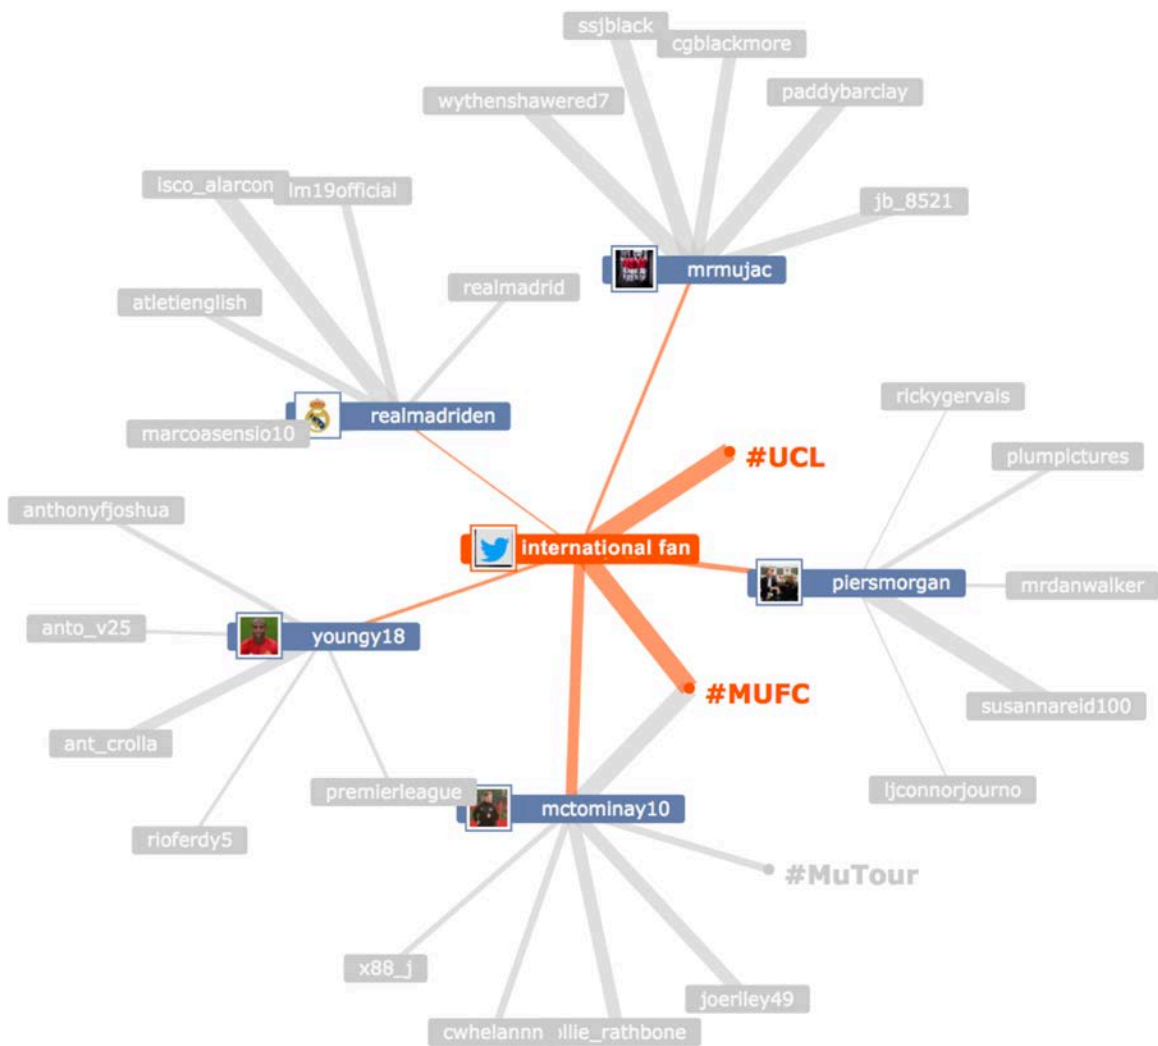 ssjblack
cgblackmore
wythenshawered7
paddybarclay
isco_alarcon
lm19official
jb_8521
mrmujac
realmadrid
atletienglish
rickygervais
realmadriden
marcoasensio10
#UCL
plumpictures
anthonyfjoshua
international fan
piersmorgan
mrdanwalker
anto_v25
youngy18
#MUFC
susannareid100
ant_crolla
premierleague
ljconnorjourno
mctominay10
rioferdy5
#MuTour
x88_j
joeriley49
cwhelannn
llie_rathbone